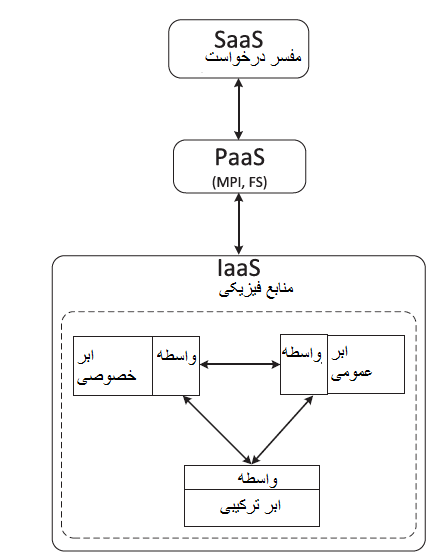 SaaS
مفسر درخواست
PaaS
(MPI, FS)
IaaS
منابع فیزیکی
ابر
خصوصی
واسطه
واسطه
ابر
عمومی
واسطه
ابر ترکیبی